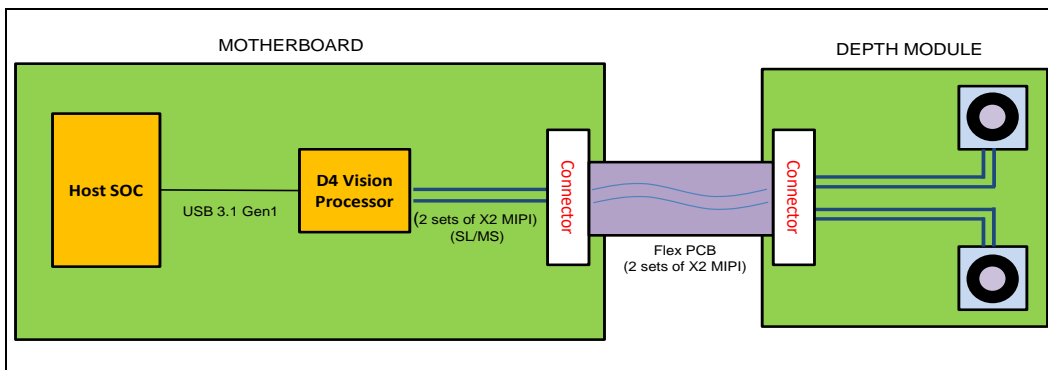 MOTHERBOARD
DEPTH MODULE
Host SOC
USB 3.1 Gen1
D4 Vision
Processor
(2 sets of X2 MIPI)
(SL/MS)
Connector
Flex PCB
(2 sets of X2 MIPI)
Connector